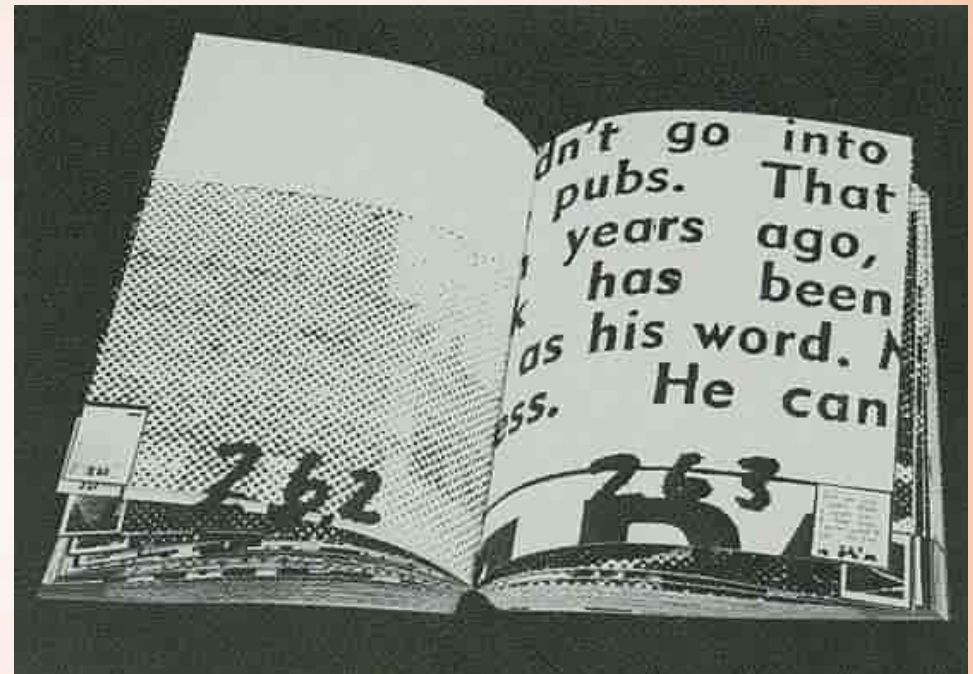 262
dn't go into
pubs. That
years ago,
has been
as his word.
ess. He can
263